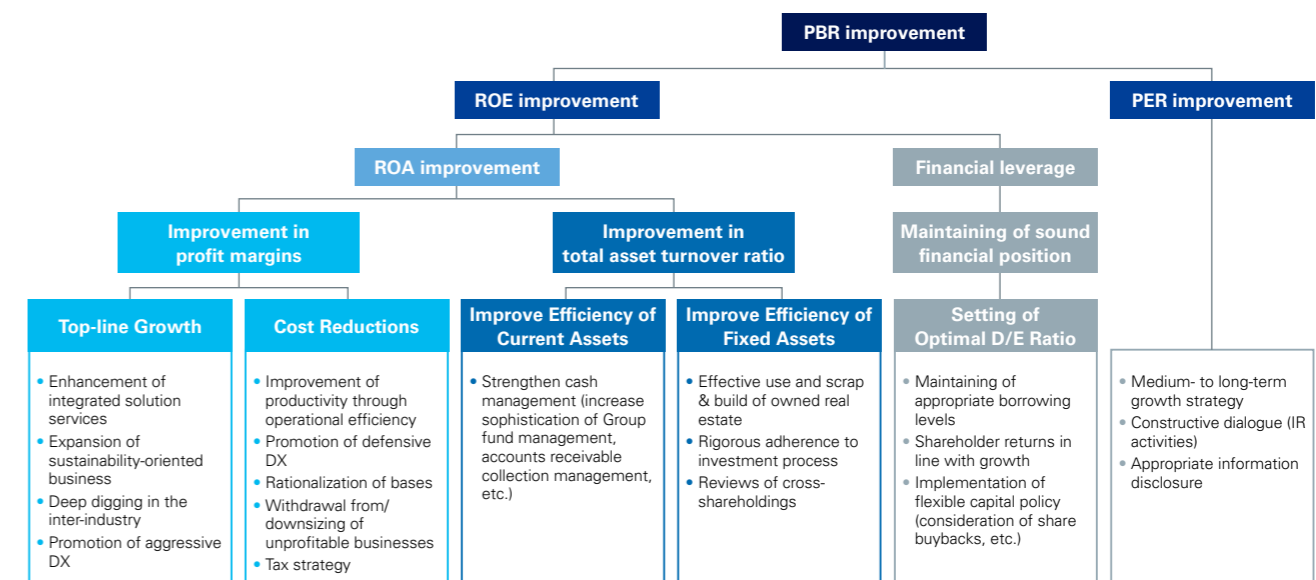 PBR improvement
ROE improvement
PER improvement
ROA improvement
Financial leverage
Improvement in
profit margins
Improvement in
total asset turnover ratio
Maintaining of sound
financial position
Top-line Growth
Cost Reductions
Improve Efficiency of
Current Assets
Improve Efficiency of
Fixed Assets
Setting of
Optimal D/E Ratio
• Enhancement of
integrated solution
services
• Expansion of
sustainability-oriented
business
• Deep digging in the
inter-industry
• Promotion of aggressive
DX
• Improvement of
productivity through
operational efficiency
• Promotion of defensive
DX
• Rationalization of bases
• Withdrawal from/
downsizing of
unprofitable businesses
• Tax strategy
• Strengthen cash
management (increase
sophistication of Group
fund management,
accounts receivable
collection management,
etc.)
• Effective use and scrap
& build of owned real
estate
• Rigorous adherence to
investment process
• Reviews of cross-
shareholdings
• Maintaining of
appropriate borrowing
levels
• Shareholder returns in
line with growth
• Implementation of
flexible capital policy
(consideration of share
buybacks, etc.)
• Medium- to long-term
growth strategy
• Constructive dialogue (IR
activities)
• Appropriate information
disclosure